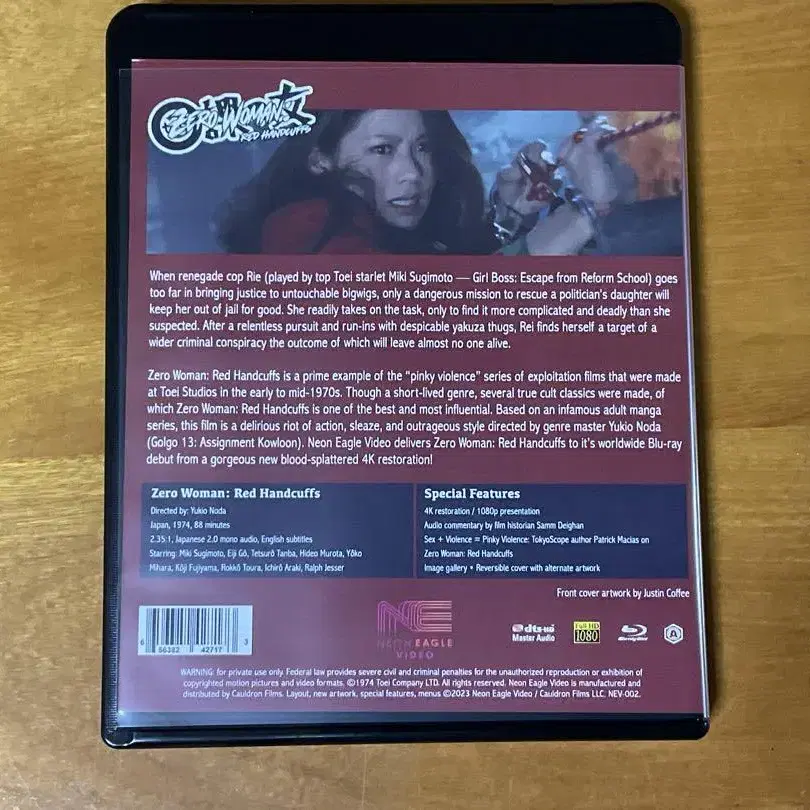 ZERO WOMAN 女
RED HANDCUFFS
When renegade cop Rie (played by top Toei starlet Miki Sugimoto — Girl Boss: Escape from Reform School) goes
too far in bringing justice to untouchable bigwigs, only a dangerous mission to rescue a politician's daughter will
keep her out of jail for good. She readily takes on the task, only to find it more complicated and deadly than she
suspected. After a relentless pursuit and run-ins with despicable yakuza thugs, Rei finds herself a target of a
wider criminal conspiracy the outcome of which will leave almost no one alive.
Zero Woman: Red Handcuffs is a prime example of the "pinky violence" series of exploitation films that were made
at Toei Studios in the early to mid-1970s. Though a short-lived genre, several true cult classics were made, of
which Zero Woman: Red Handcuffs is one of the best and most influential. Based on an infamous adult manga
series, this film is a delirious riot of action, sleaze, and outrageous style directed by genre master Yukio Noda
(Golgo 13: Assignment Kowloon). Neon Eagle Video delivers Zero Woman: Red Handcuffs to it's worldwide Blu-ray
debut from a gorgeous new blood-splattered 4K restoration!
Zero Woman: Red Handcuffs
Directed by: Yukio Noda
Japan, 1974, 88 minutes
2.35:1, Japanese 2.0 mono audio, English subtitles
Starring: Miki Sugimoto, Eiji Gô, Tetsurô Tanba, Hideo Murota, Yôko
Mihara, Kôji Fujiyama, Rokkô Toura, Ichirô Araki, Ralph Jesser
Special Features
4K restoration / 1080p presentation
Audio commentary by film historian Samm Deighan
Sex + Violence = Pinky Violence: TokyoScope author Patrick Macias on
Zero Woman: Red Handcuffs
Image gallery • Reversible cover with alternate artwork
Front cover artwork by Justin Coffee
6 56382 42717 3
NE
NEON EAGLE
VIDEO
dts-HD
Master Audio
Full HD
1080
Blu-ray Disc
A
WARNING: for private use only. Federal law provides severe civil and criminal penalties for the unauthorized reproduction or exhibition of
copyrighted motion pictures and video formats. ©1974 Toei Company LTD. All rights reserved. Neon Eagle Video is manufactured and
distributed by Cauldron Films. Layout, new artwork, special features, menus ©2023 Neon Eagle Video / Cauldron Films LLC. NEV-002.